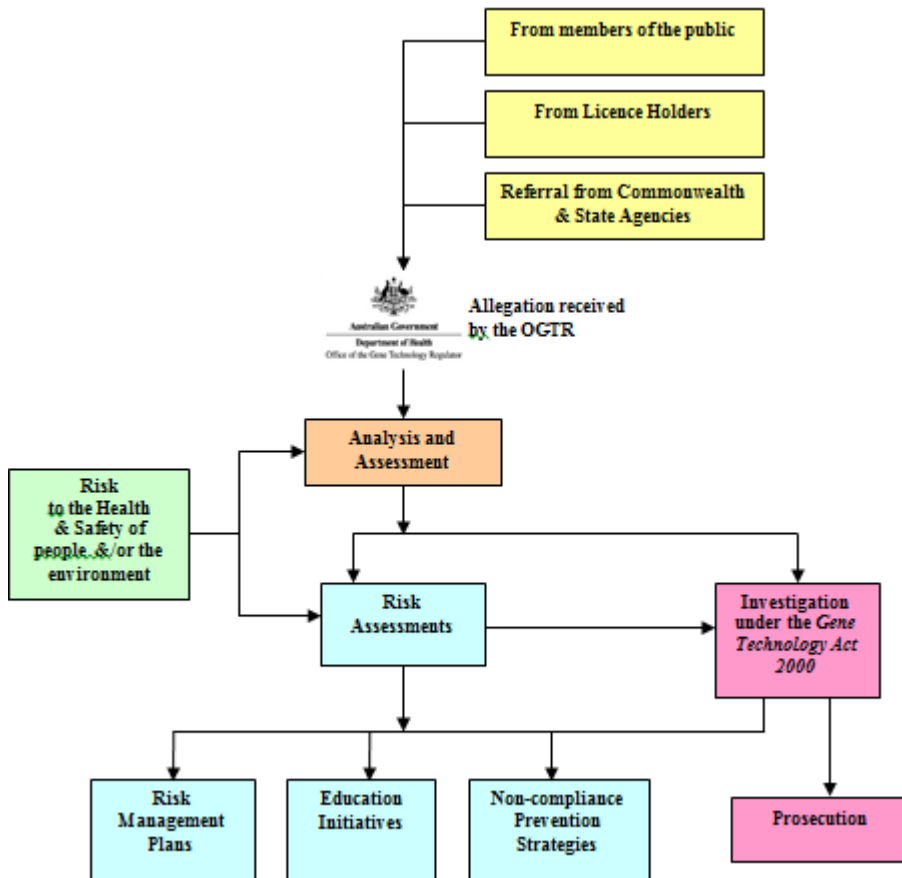 From members of the public
From Licence Holders
Referral from Commonwealth
& State Agencies
Australian Government
Department of Health
Office of the Gene Technology Regulator
Allegation received
by the OGTR
Analysis and
Assessment
Risk
to the Health
& Safety of
people &/or the
environment
Risk
Assessments
Investigation
under the Gene
Technology Act
2000
Risk
Management
Plans
Education
Initiatives
Non-compliance
Prevention
Strategies
Prosecution